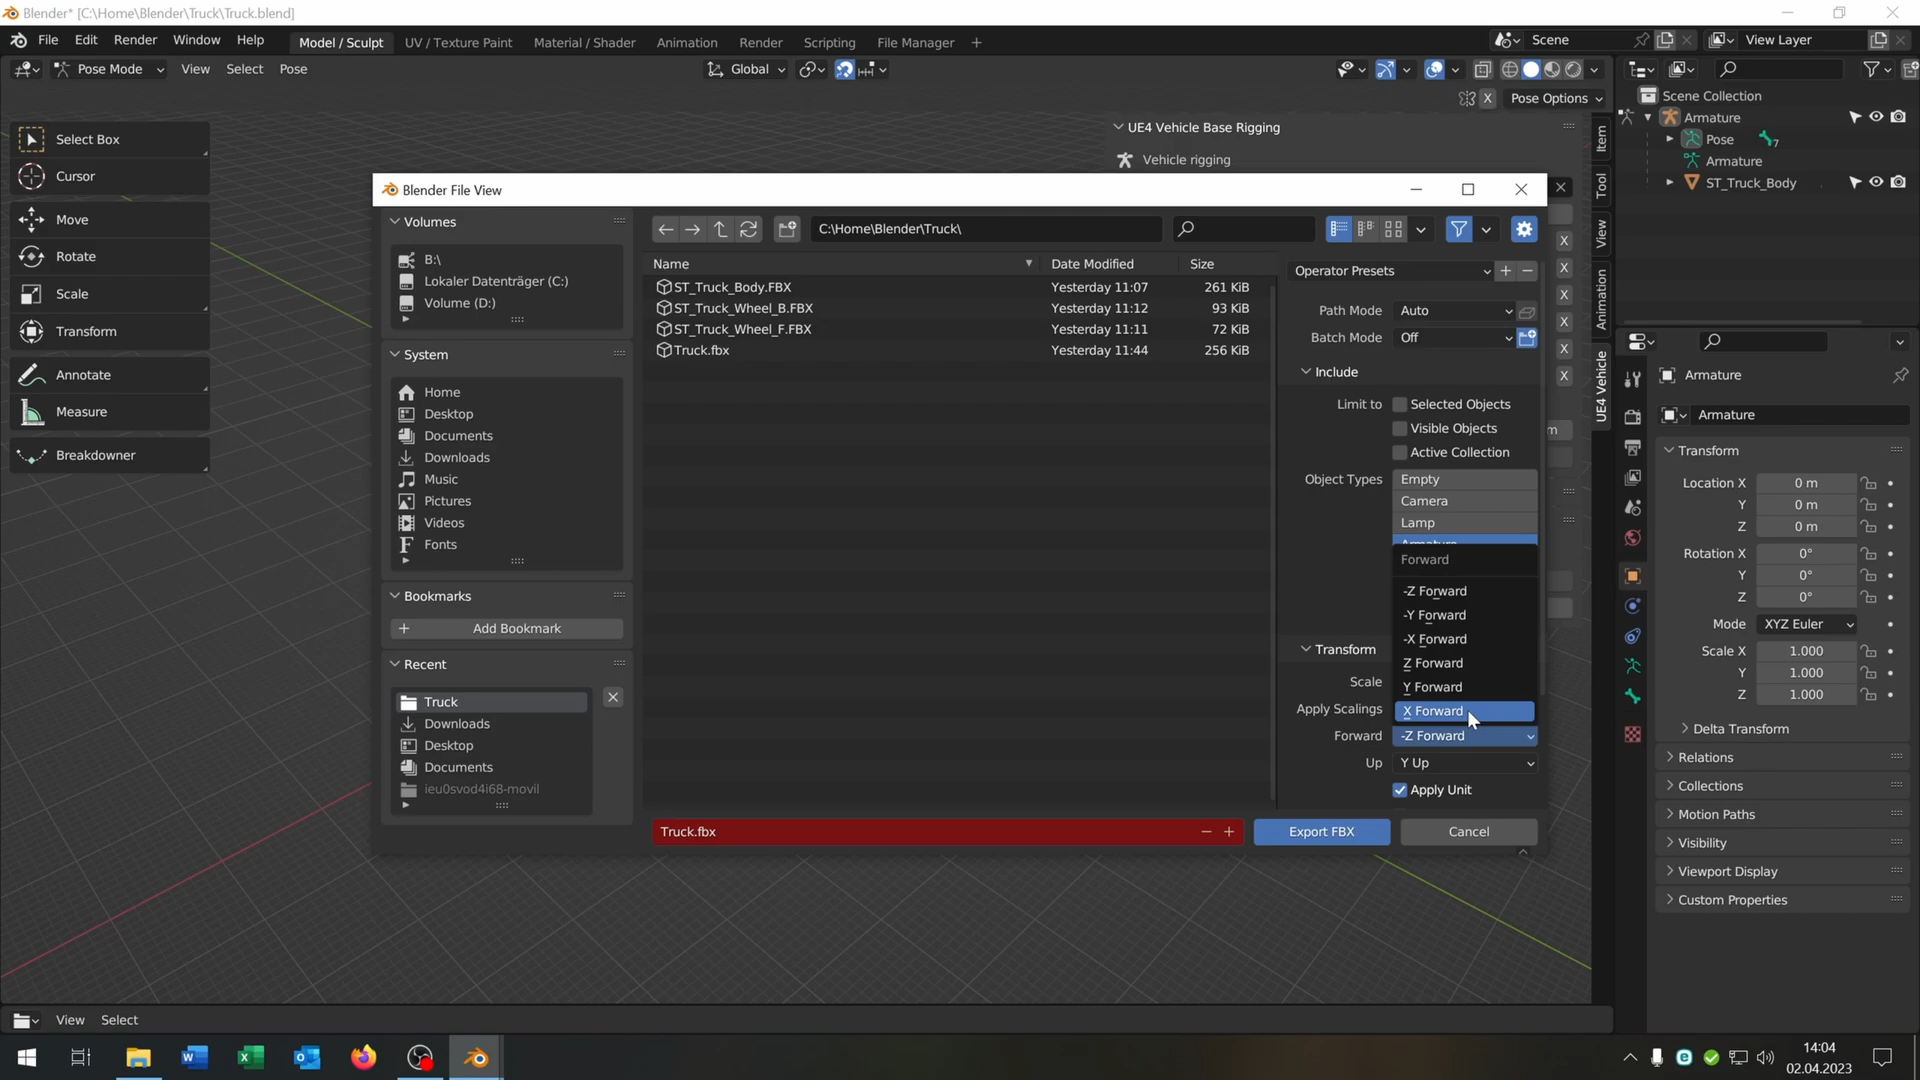 Blender* [C:\Home\Blender\Truck\Truck.blend]
File Edit Render Window Help Model / Sculpt UV / Texture Paint Material / Shader Animation Render Scripting File Manager + Scene View Layer
Pose Mode View Select Pose Global
X Pose Options
Select Box
Cursor
Move
Rotate
Scale
Transform
Annotate
Measure
Breakdowner
UE4 Vehicle Base Rigging
Vehicle rigging
Blender File View
Volumes
B:\
Lokaler Datenträger (C:)
Volume (D:)
System
Home
Desktop
Documents
Downloads
Music
Pictures
Videos
Fonts
Bookmarks
+ Add Bookmark
Recent
Truck
Downloads
Desktop
Documents
ieu0svod4i68-movil
C:\Home\Blender\Truck\
Name Date Modified Size
ST_Truck_Body.FBX Yesterday 11:07 261 KiB
ST_Truck_Wheel_B.FBX Yesterday 11:12 93 KiB
ST_Truck_Wheel_F.FBX Yesterday 11:11 72 KiB
Truck.fbx Yesterday 11:44 256 KiB
Truck.fbx
Export FBX
Cancel
Operator Presets
Path Mode Auto
Batch Mode Off
Include
Limit to Selected Objects
Visible Objects
Active Collection
Object Types Empty
Camera
Lamp
Armature
Forward
-Z Forward
-Y Forward
-X Forward
Z Forward
Y Forward
X Forward
Transform
Scale
Apply Scalings
Forward -Z Forward
Up Y Up
Apply Unit
X
X
X
X
X
X
m
Item
Tool
View
Animation
UE4 Vehicle
Scene Collection
Armature
Pose 7
Armature
ST_Truck_Body
Armature
Armature
Transform
Location X 0 m
Y 0 m
Z 0 m
Rotation X 0°
Y 0°
Z 0°
Mode XYZ Euler
Scale X 1.000
Y 1.000
Z 1.000
Delta Transform
Relations
Collections
Motion Paths
Visibility
Viewport Display
Custom Properties
View Select
14:04
02.04.2023